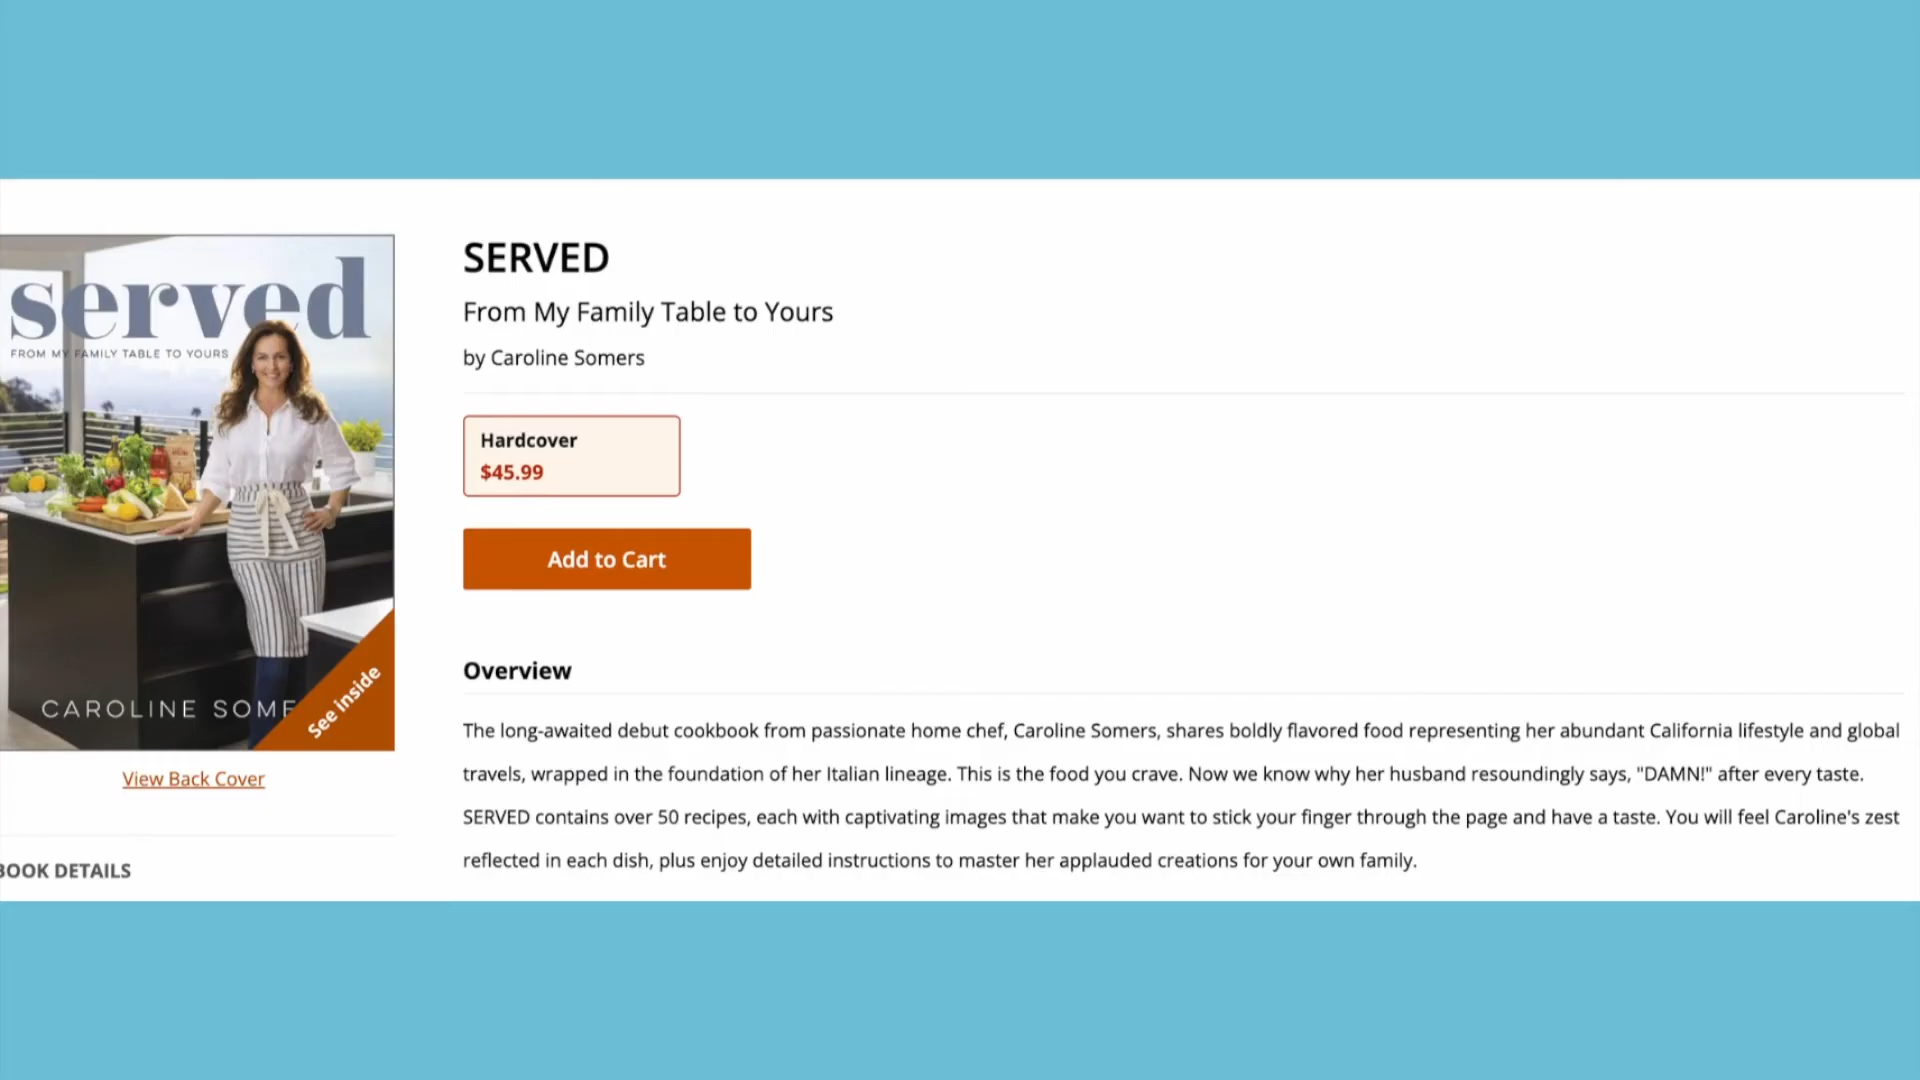 served
FROM MY FAMILY TABLE TO YOURS
CAROLINE SOME
See inside
View Back Cover
BOOK DETAILS
SERVED
From My Family Table to Yours
by Caroline Somers
Hardcover
$45.99
Add to Cart
Overview
The long-awaited debut cookbook from passionate home chef, Caroline Somers, shares boldly flavored food representing her abundant California lifestyle and global
travels, wrapped in the foundation of her Italian lineage. This is the food you crave. Now we know why her husband resoundingly says, "DAMN!" after every taste.
SERVED contains over 50 recipes, each with captivating images that make you want to stick your finger through the page and have a taste. You will feel Caroline's zest
reflected in each dish, plus enjoy detailed instructions to master her applauded creations for your own family.